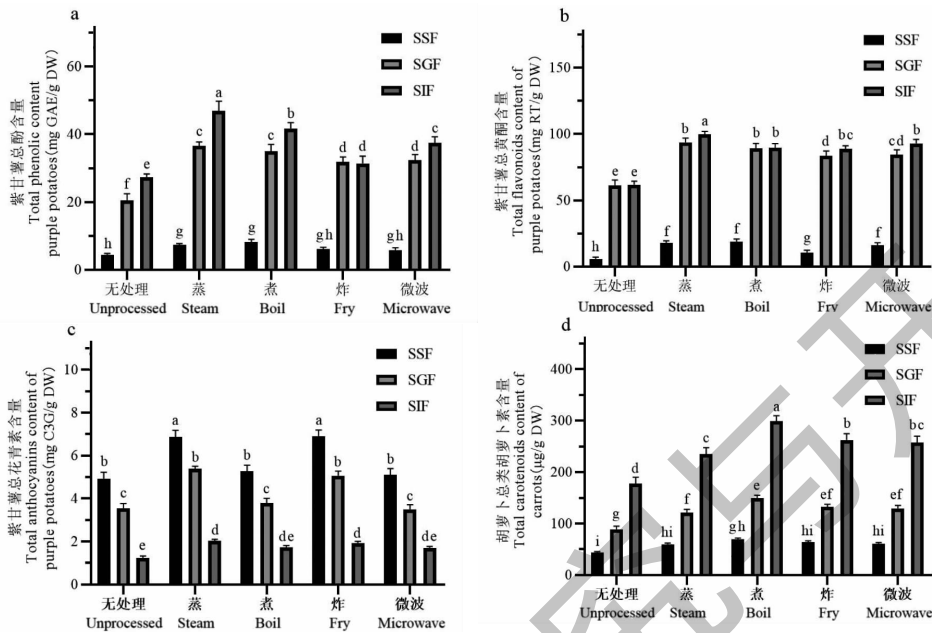 a
紫甘薯总酚含量
Total phenolic content
purple potatoes(mg GAE/g DW)
60
40
20
0
SSF
SGF
SIF
h f e
g c a
g c b
gh d d
gh d c
无处理 蒸 煮 炸 微波
Unprocessed Steam Boil Fry Microwave
b
紫甘薯总黄酮含量
Total flavonoids content of
purple potatoes(mg RT/g DW)
150
100
50
0
SSF
SGF
SIF
h e e
f b a
f b b
g d bc
f cd b
无处理 蒸 煮 炸 微波
Unprocessed Steam Boil Fry Microwave
c
紫甘薯总花青素含量
Total anthocyanins content of
purple potatoes(mg C3G/g DW)
10
8
6
4
2
0
SSF
SGF
SIF
b c e
a b d
b c de
a b d
b c de
无处理 蒸 煮 炸 微波
Unprocessed Steam Boil Fry Microwave
d
胡萝卜总类胡萝卜素含量
Total carotenoids content of
carrots(μg/g DW)
400
300
200
100
50
0
SSF
SGF
SIF
i g d
hi f c
gh e a
hi ef b
hi ef bc
无处理 蒸 煮 炸 微波
Unprocessed Steam Boil Fry Microwave